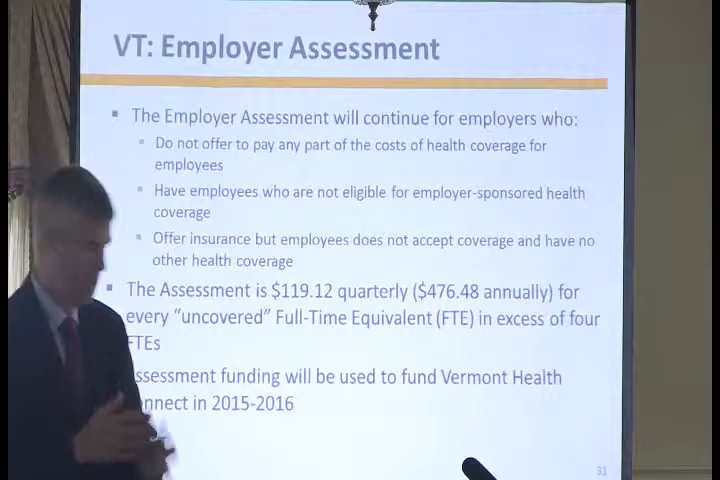 VT: Employer Assessment
The Employer Assessment will continue for employers who:
Do not offer to pay any part of the costs of health coverage for
employees
Have employees who are not eligible for employer-sponsored health
coverage
Offer insurance but employees does not accept coverage and have no
other health coverage
The Assessment is $119.12 quarterly ($476.48 annually) for
every “uncovered” Full-Time Equivalent (FTE) in excess of four
FTEs
ssessment funding will be used to fund Vermont Health
nnect in 2015-2016
31